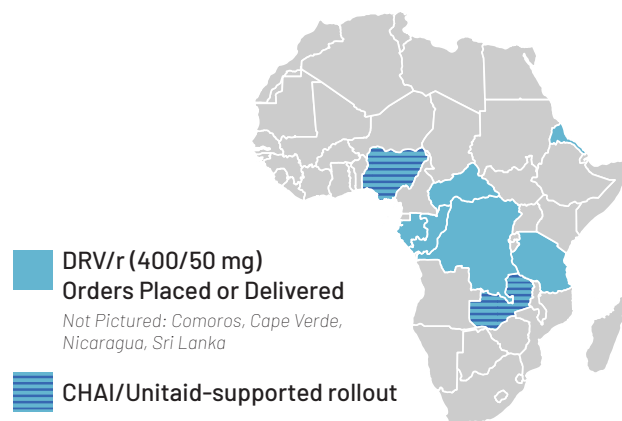 DRV/r (400/50 mg)
Orders Placed or Delivered
Not Pictured: Comoros, Cape Verde,
Nicaragua, Sri Lanka
CHAI/Unitaid-supported rollout